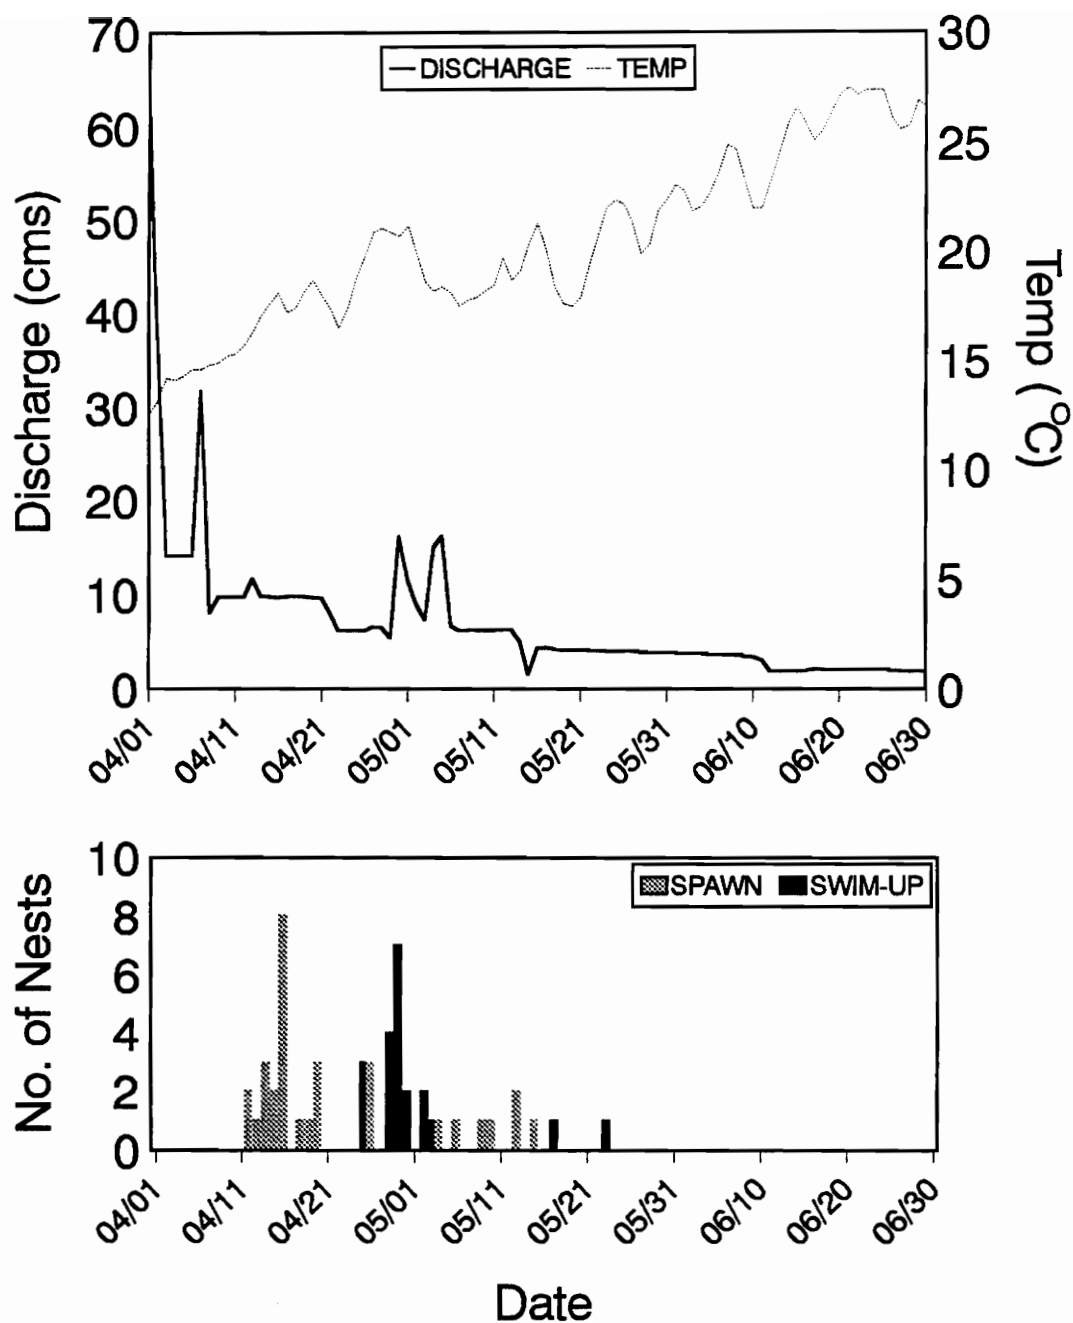 70
60
50
40
30
20
10
0
Discharge (cms)
DISCHARGE TEMP
30
25
20
15
10
5
0
Temp (°C)
04/01 04/11 04/21 05/01 05/11 05/21 05/31 06/10 06/20 06/30
10
8
6
4
2
0
No. of Nests
SPAWN SWIM-UP
04/01 04/11 04/21 05/01 05/11 05/21 05/31 06/10 06/20 06/30
Date